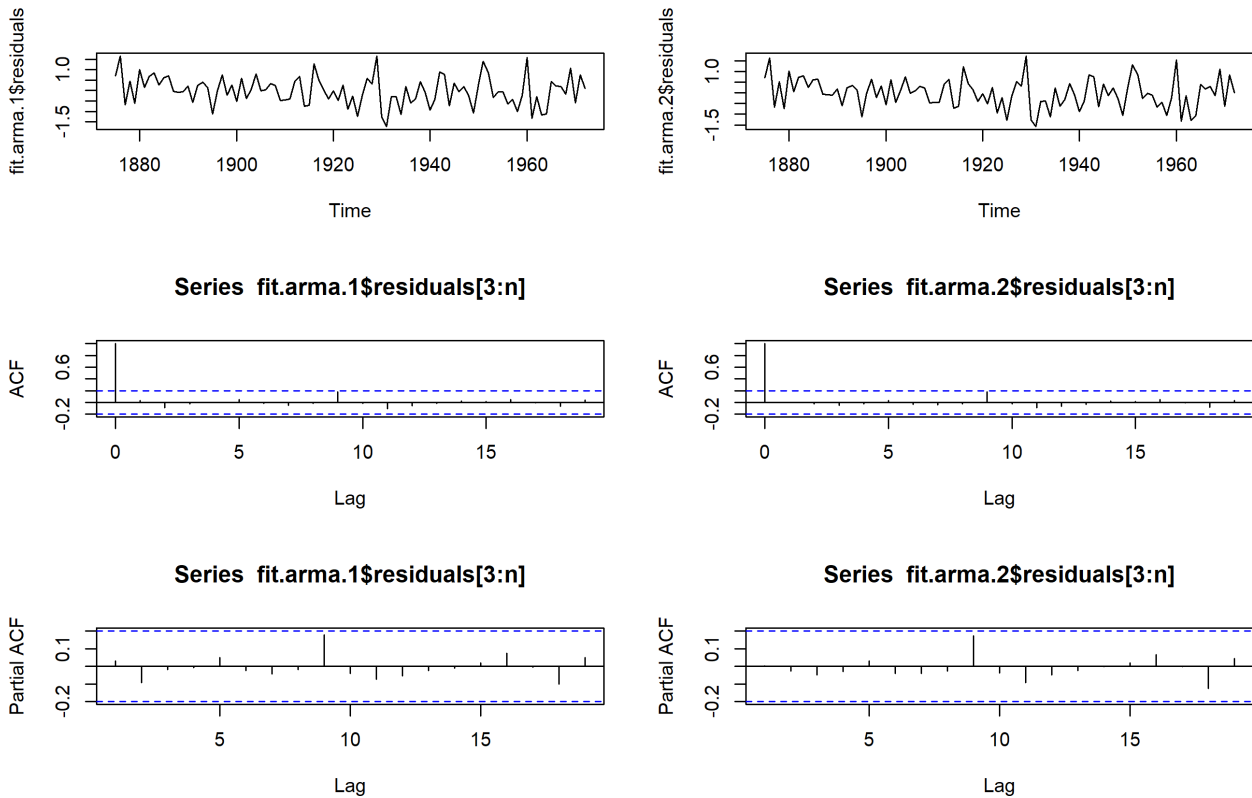 fit.arma.1$residuals
1.0
-1.5
1880 1900 1920 1940 1960
Time
fit.arma.2$residuals
1.0
-1.5
1880 1900 1920 1940 1960
Time
Series fit.arma.1$residuals[3:n]
ACF
0.6
-0.2
0 5 10 15
Lag
Series fit.arma.2$residuals[3:n]
ACF
0.6
-0.2
0 5 10 15
Lag
Series fit.arma.1$residuals[3:n]
Partial ACF
0.1
-0.2
5 10 15
Lag
Series fit.arma.2$residuals[3:n]
Partial ACF
0.1
-0.2
5 10 15
Lag